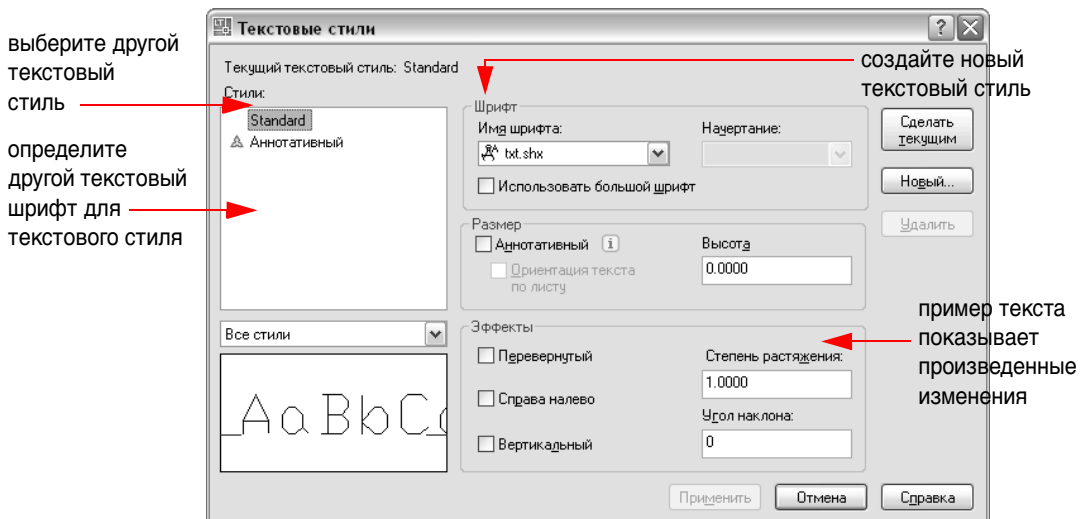 Текстовые стили
выберите другой
текстовый
стиль
определите
другой текстовый
шрифт для
текстового стиля
Текущий текстовый стиль: Standard
Стили:
Standard
Аннотативный
Все стили
AaBbCc
создайте новый
текстовый стиль
Шрифт
Имя шрифта:
txt.shx
Начертание:
Использовать большой шрифт
Размер
Аннотативный
Ориентация текста
по листу
Высота
0.0000
Эффекты
Перевернутый
Справа налево
Вертикальный
Степень растяжения:
1.0000
Угол наклона:
0
Сделать
текущим
Новый...
Удалить
пример текста
показывает
произведенные
изменения
Применить
Отмена
Справка